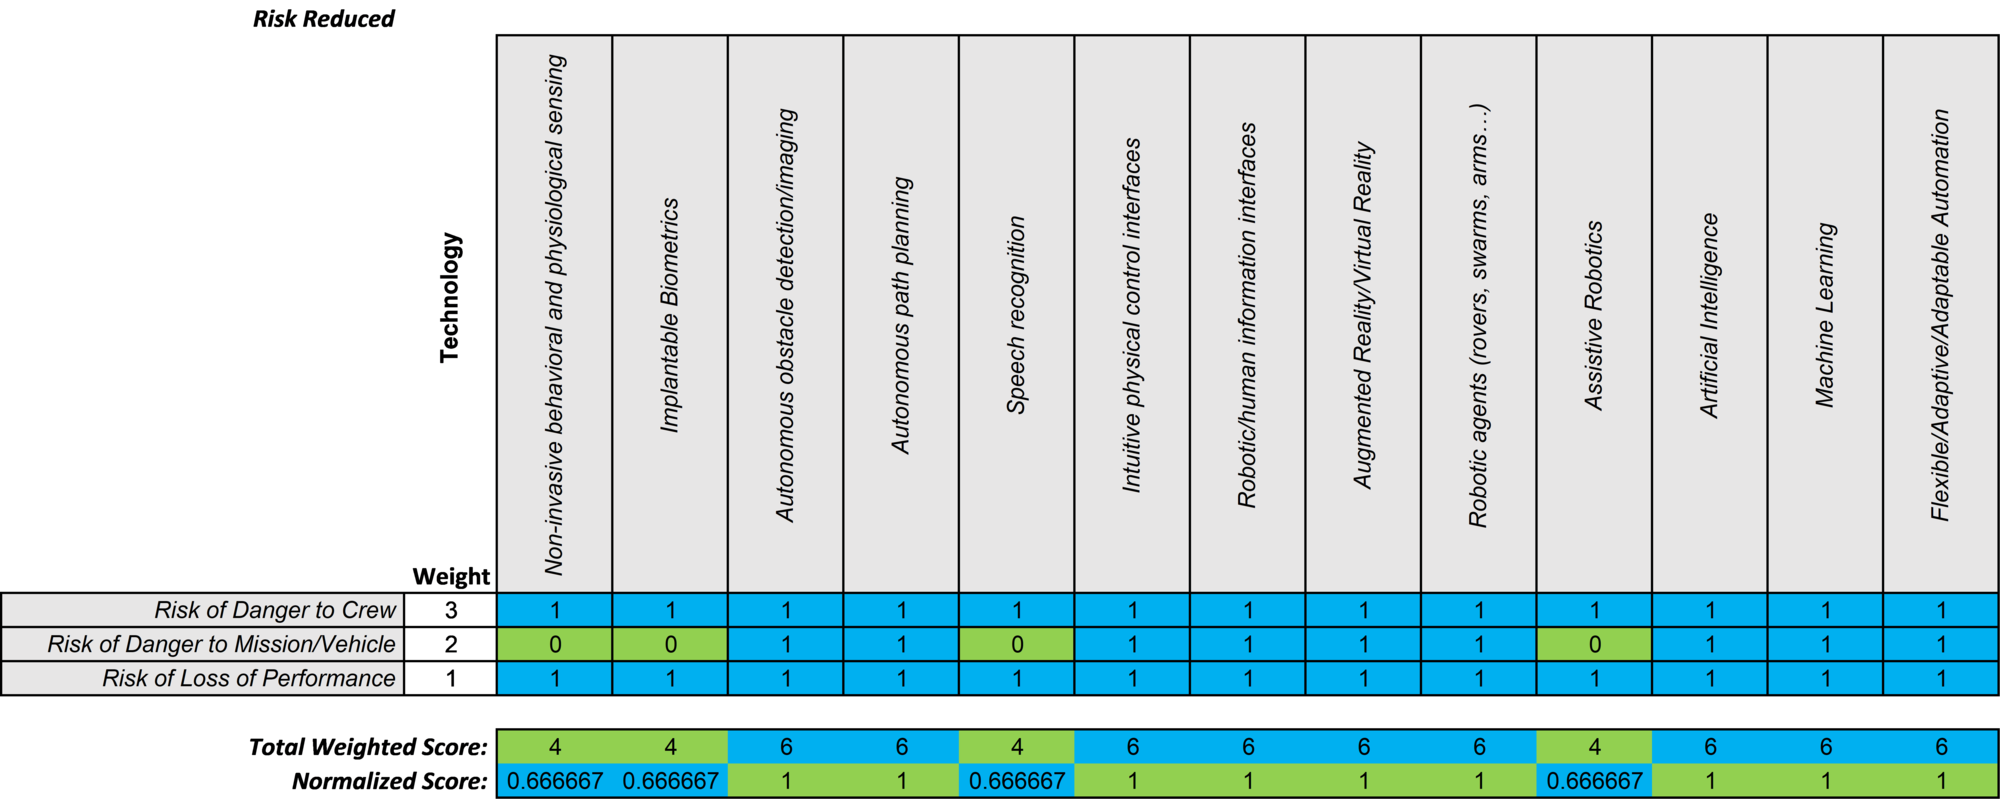 Risk Reduced
Technology
Non-invasive behavioral and physiological sensing
Implantable Biometrics
Autonomous obstacle detection/imaging
Autonomous path planning
Speech recognition
Intuitive physical control interfaces
Robotic/human information interfaces
Augmented Reality/Virtual Reality
Robotic agents (rovers, swarms, arms...)
Assistive Robotics
Artificial Intelligence
Machine Learning
Flexible/Adaptive/Adaptable Automation
Weight
Risk of Danger to Crew 3 1 1 1 1 1 1 1 1 1 1 1 1 1
Risk of Danger to Mission/Vehicle 2 0 0 1 1 0 1 1 1 1 0 1 1 1
Risk of Loss of Performance 1 1 1 1 1 1 1 1 1 1 1 1 1 1
Total Weighted Score: 4 4 6 6 4 6 6 6 6 4 6 6 6
Normalized Score: 0.666667 0.666667 1 1 0.666667 1 1 1 1 0.666667 1 1 1